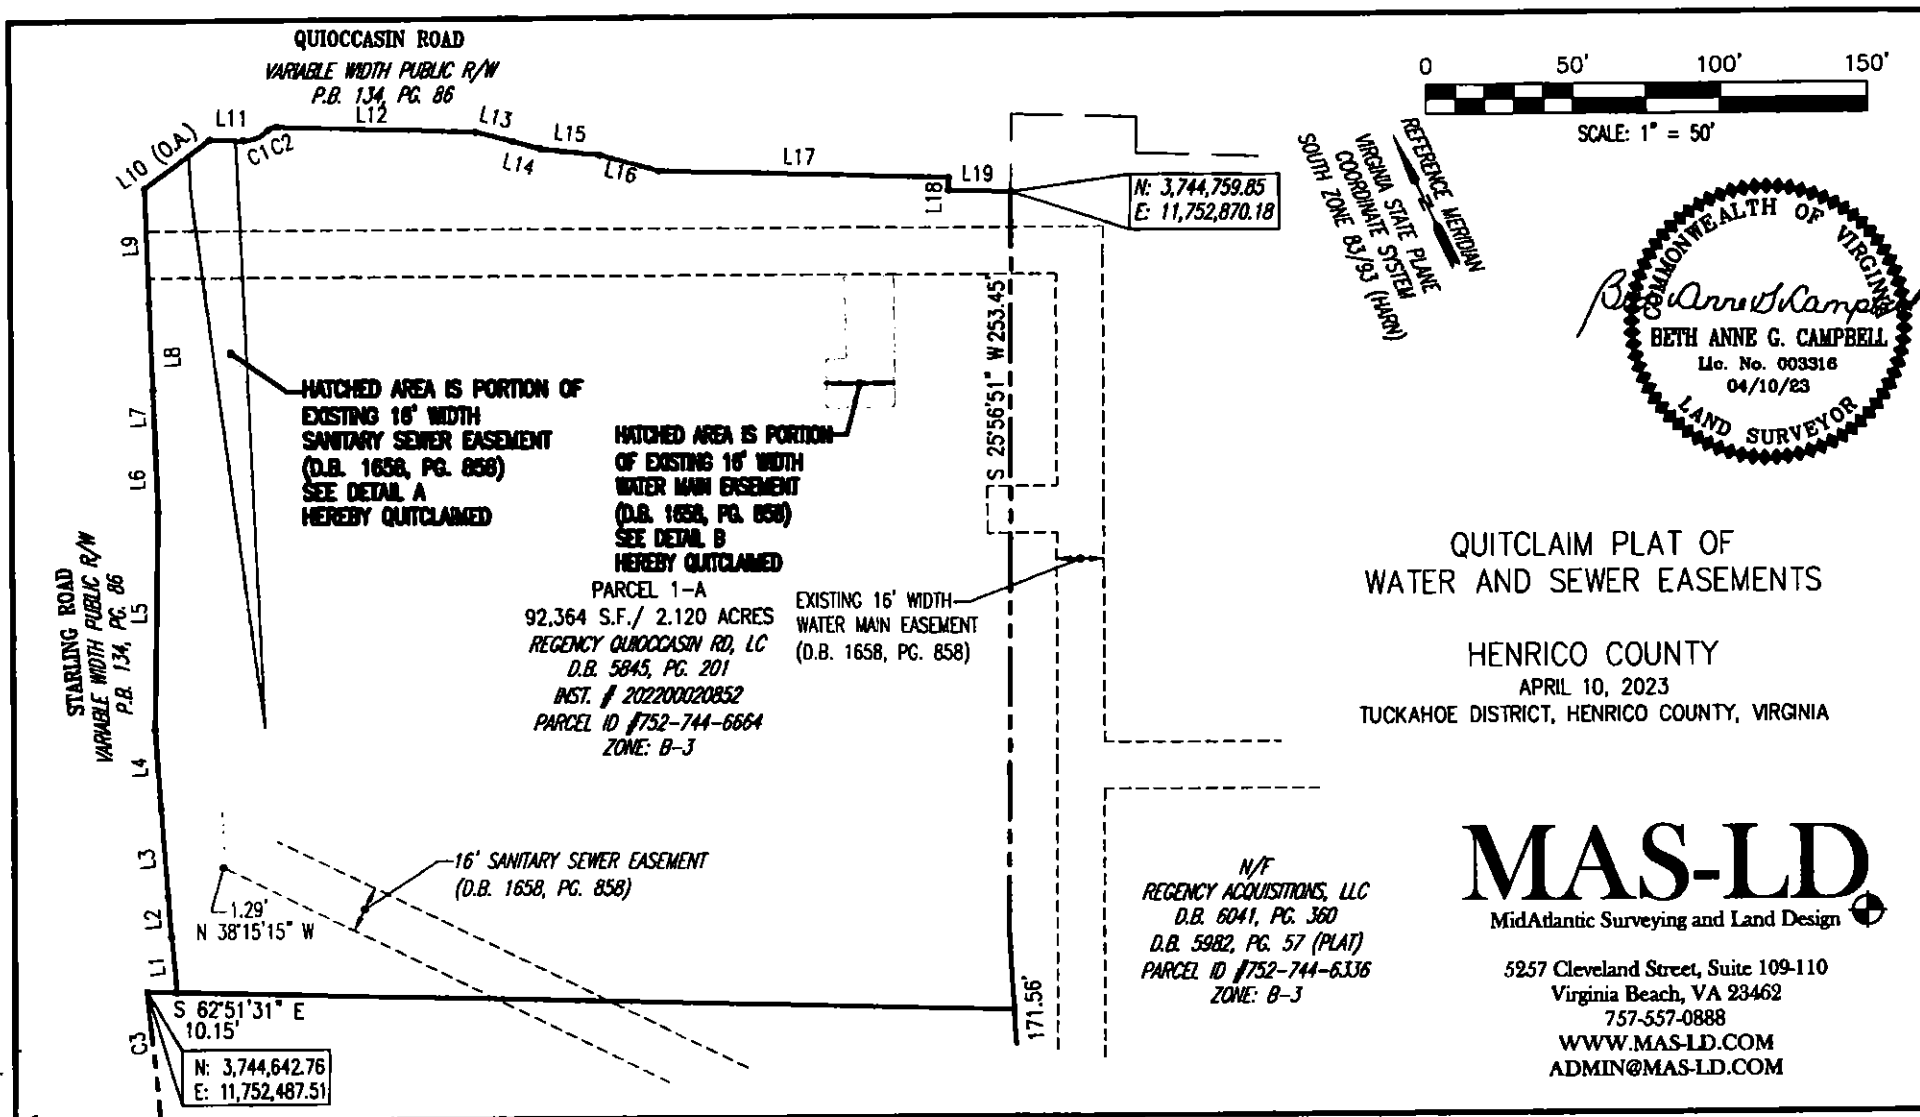 QUIOCCASIN ROAD
VARIABLE WIDTH PUBLIC R/W
P.B. 134, PG. 86
L10 (O.A.)
L11
C1
C2
L12
L13
L14
L15
L16
L17
L18
L19
N: 3,744,759.85
E: 11,752,870.18
0 50' 100' 150'
SCALE: 1" = 50'
REFERENCE MERIDIAN
VIRGINIA STATE PLANE
COORDINATE SYSTEM
SOUTH ZONE 83/93 (HARN)
COMMONWEALTH OF VIRGINIA
BETH ANNE G. CAMPBELL
Lic. No. 003316
04/10/23
LAND SURVEYOR
L9
L8
L7
L6
L5
L4
L3
L2
L1
C3
STARLING ROAD
VARIABLE WIDTH PUBLIC R/W
P.B. 134, PG. 86
HATCHED AREA IS PORTION OF
EXISTING 16' WIDTH
SANITARY SEWER EASEMENT
(D.B. 1658, PG. 858)
SEE DETAIL A
HEREBY QUITCLAIMED
HATCHED AREA IS PORTION
OF EXISTING 16' WIDTH
WATER MAIN EASEMENT
(D.B. 1658, PG. 858)
SEE DETAIL B
HEREBY QUITCLAIMED
S 25°56'51" W 253.45'
PARCEL 1-A
92,364 S.F./ 2.120 ACRES
REGENCY QUIOCCASIN RD, LC
D.B. 5845, PG. 201
INST. # 202200020852
PARCEL ID #752-744-6664
ZONE: B-3
EXISTING 16' WIDTH
WATER MAIN EASEMENT
(D.B. 1658, PG. 858)
QUITCLAIM PLAT OF
WATER AND SEWER EASEMENTS
HENRICO COUNTY
APRIL 10, 2023
TUCKAHOE DISTRICT, HENRICO COUNTY, VIRGINIA
16' SANITARY SEWER EASEMENT
(D.B. 1658, PG. 858)
1.29'
N 38°15'15" W
S 62°51'31" E
10.15'
N: 3,744,642.76
E: 11,752,487.51
171.56'
N/F
REGENCY ACQUISITIONS, LLC
D.B. 6041, PG. 360
D.B. 5982, PG. 57 (PLAT)
PARCEL ID #752-744-6336
ZONE: B-3
MAS-LD
MidAtlantic Surveying and Land Design
5257 Cleveland Street, Suite 109-110
Virginia Beach, VA 23462
757-557-0888
WWW.MAS-LD.COM
ADMIN@MAS-LD.COM